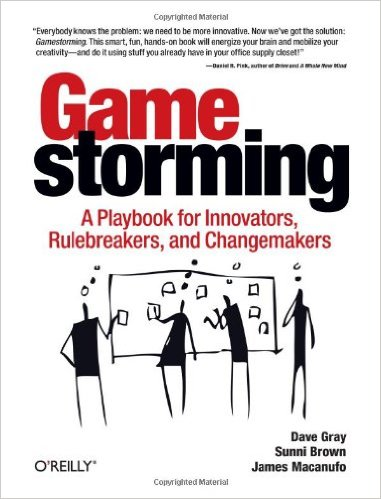 Copyrighted Material
"Everybody knows the problem: we need to be more innovative. Now we've got the solution:
Gamestorming. This smart, fun, hands-on book will energize your brain and mobilize your
creativity—and do it using stuff you already have in your office supply closet!"
—Daniel H. Pink, author of Drive and A Whole New Mind
Game
storming
A Playbook for Innovators,
Rulebreakers, and Changemakers
Dave Gray
Sunni Brown
James Macanufo
O'REILLY®
Copyrighted Material